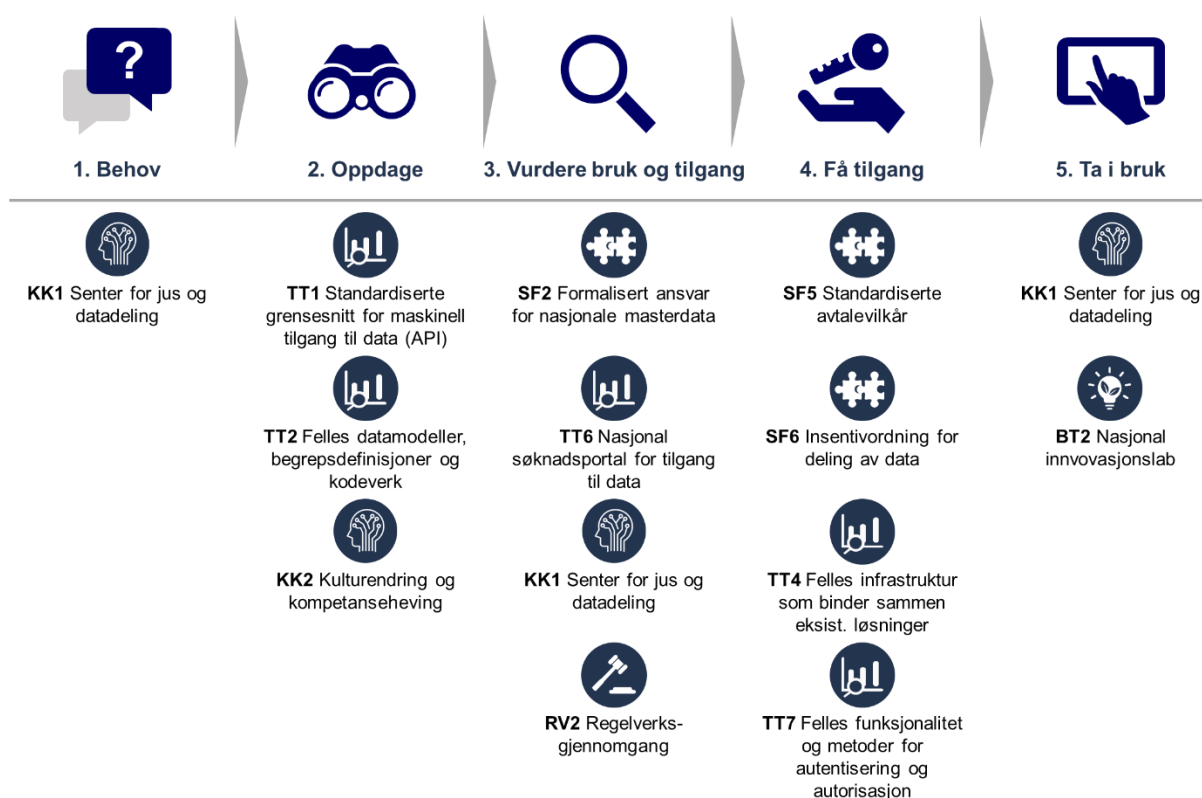 ?
1. Behov
2. Oppdage
3. Vurdere bruk og tilgang
4. Få tilgang
5. Ta i bruk
KK1 Senter for jus og
datadeling
TT1 Standardiserte
grensesnitt for maskinell
tilgang til data (API)
TT2 Felles datamodeller,
begrepsdefinisjoner og
kodeverk
KK2 Kulturendring og
kompetanseheving
SF2 Formalisert ansvar
for nasjonale masterdata
TT6 Nasjonal
søknadsportal for tilgang
til data
KK1 Senter for jus og
datadeling
RV2 Regelverks-
gjennomgang
SF5 Standardiserte
avtalevilkår
SF6 Insentivordning for
deling av data
TT4 Felles infrastruktur
som binder sammen
eksist. løsninger
TT7 Felles funksjonalitet
og metoder for
autentisering og
autorisasjon
KK1 Senter for jus og
datadeling
BT2 Nasjonal
innvovasjonslab